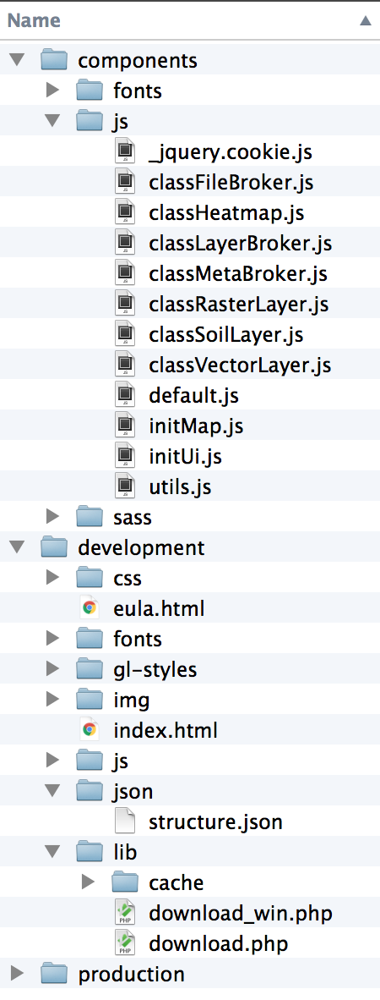 Name
components
fonts
js
_jquery.cookie.js
classFileBroker.js
classHeatmap.js
classLayerBroker.js
classMetaBroker.js
classRasterLayer.js
classSoilLayer.js
classVectorLayer.js
default.js
initMap.js
initUi.js
utils.js
sass
development
css
eula.html
fonts
gl-styles
img
index.html
js
json
structure.json
lib
cache
download_win.php
download.php
production